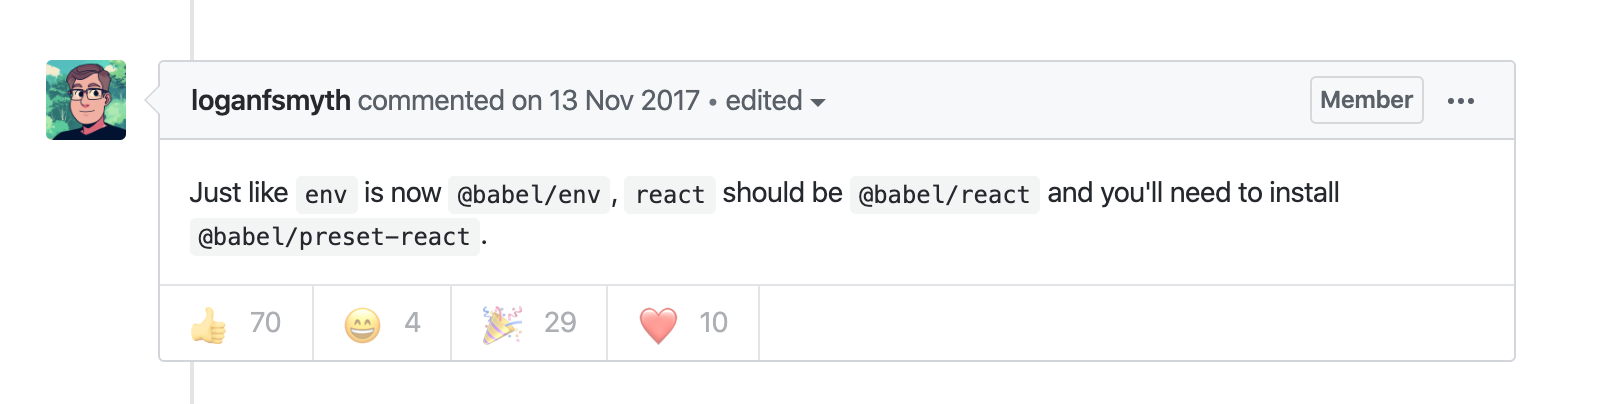 loganfsmyth commented on 13 Nov 2017 • edited Member
Just like env is now @babel/env, react should be @babel/react and you'll need to install
@babel/preset-react.
70 4 29 10